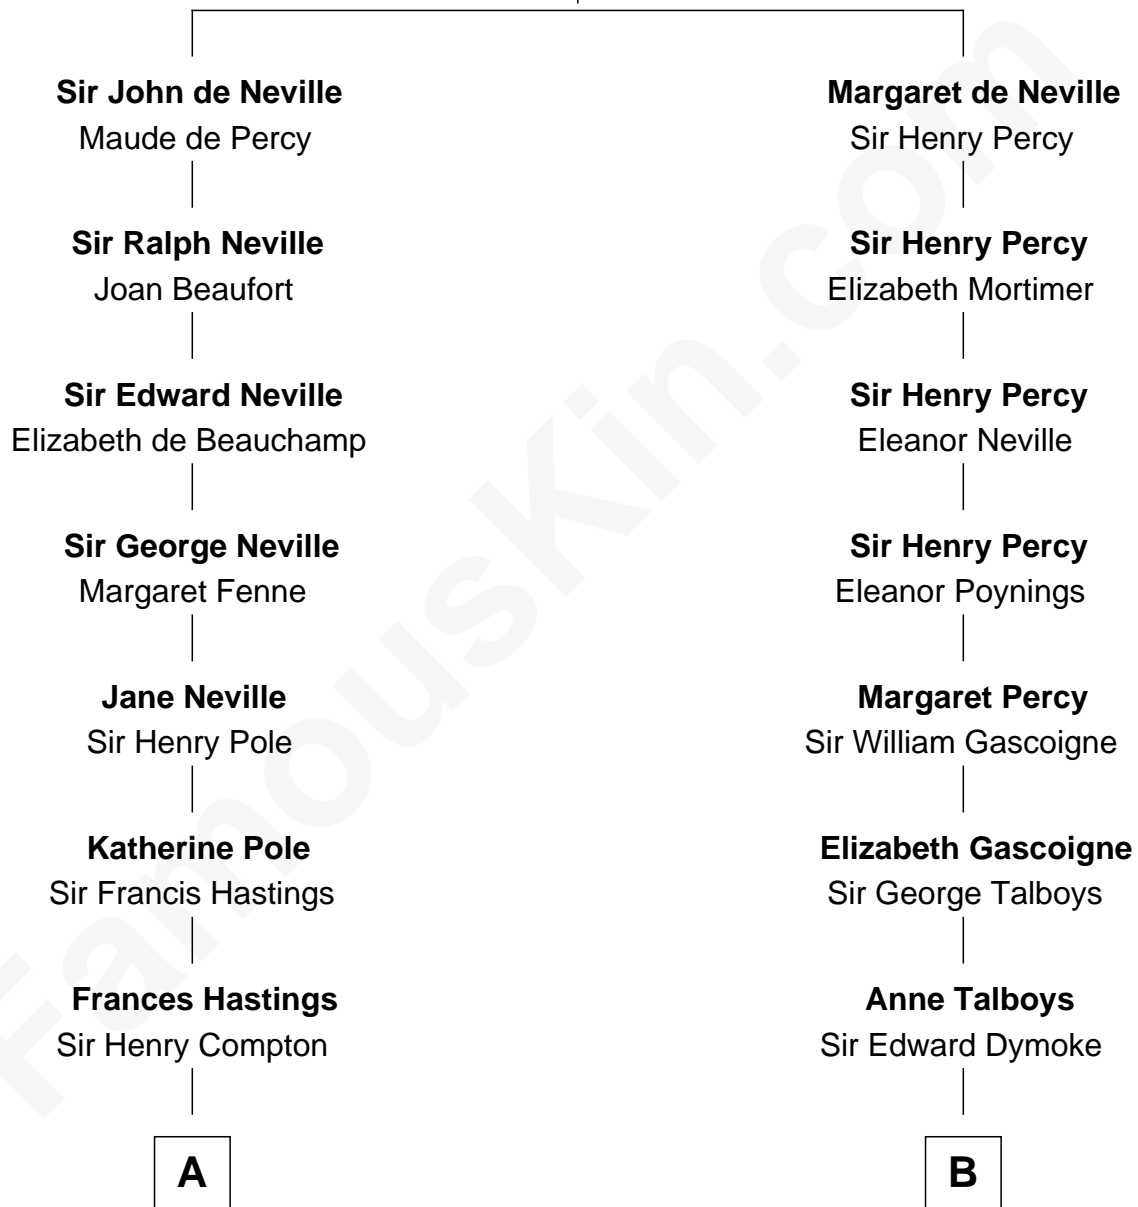 Sir John de Neville
Maude de Percy
Margaret de Neville
Sir Henry Percy
Sir Ralph Neville
Joan Beaufort
Sir Henry Percy
Elizabeth Mortimer
Sir Edward Neville
Elizabeth de Beauchamp
Sir Henry Percy
Eleanor Neville
Sir George Neville
Margaret Fenne
Sir Henry Percy
Eleanor Poynings
Jane Neville
Sir Henry Pole
Margaret Percy
Sir William Gascoigne
Katherine Pole
Sir Francis Hastings
Elizabeth Gascoigne
Sir George Talboys
Frances Hastings
Sir Henry Compton
Anne Talboys
Sir Edward Dymoke
A
B
FamousKin.com